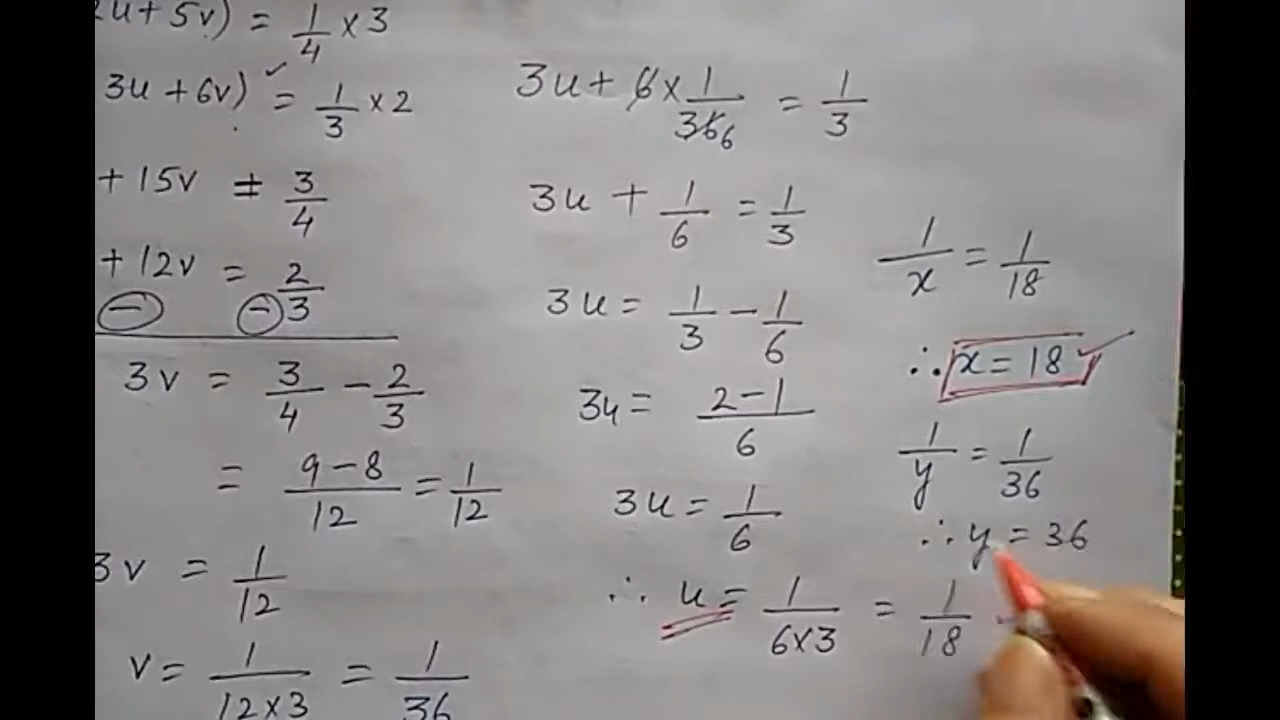 2u + 5v) = 1/4 × 3
3u + 6v) ✓ = 1/3 × 2
+ 15v = 3/4
+ 12v = 2/3
(−) (−)
3v = 3/4 − 2/3
= 9 − 8/12 = 1/12
3v = 1/12
v = 1/12×3 = 1/36
3u + 6 × 1/36 6 = 1/3
3u + 1/6 = 1/3
3u = 1/3 − 1/6
3u = 2 − 1/6
3u = 1/6
∴ u = 1/6×3 = 1/18
1/x = 1/18
∴ x = 18 ✓
1/y = 1/36
∴ y = 36